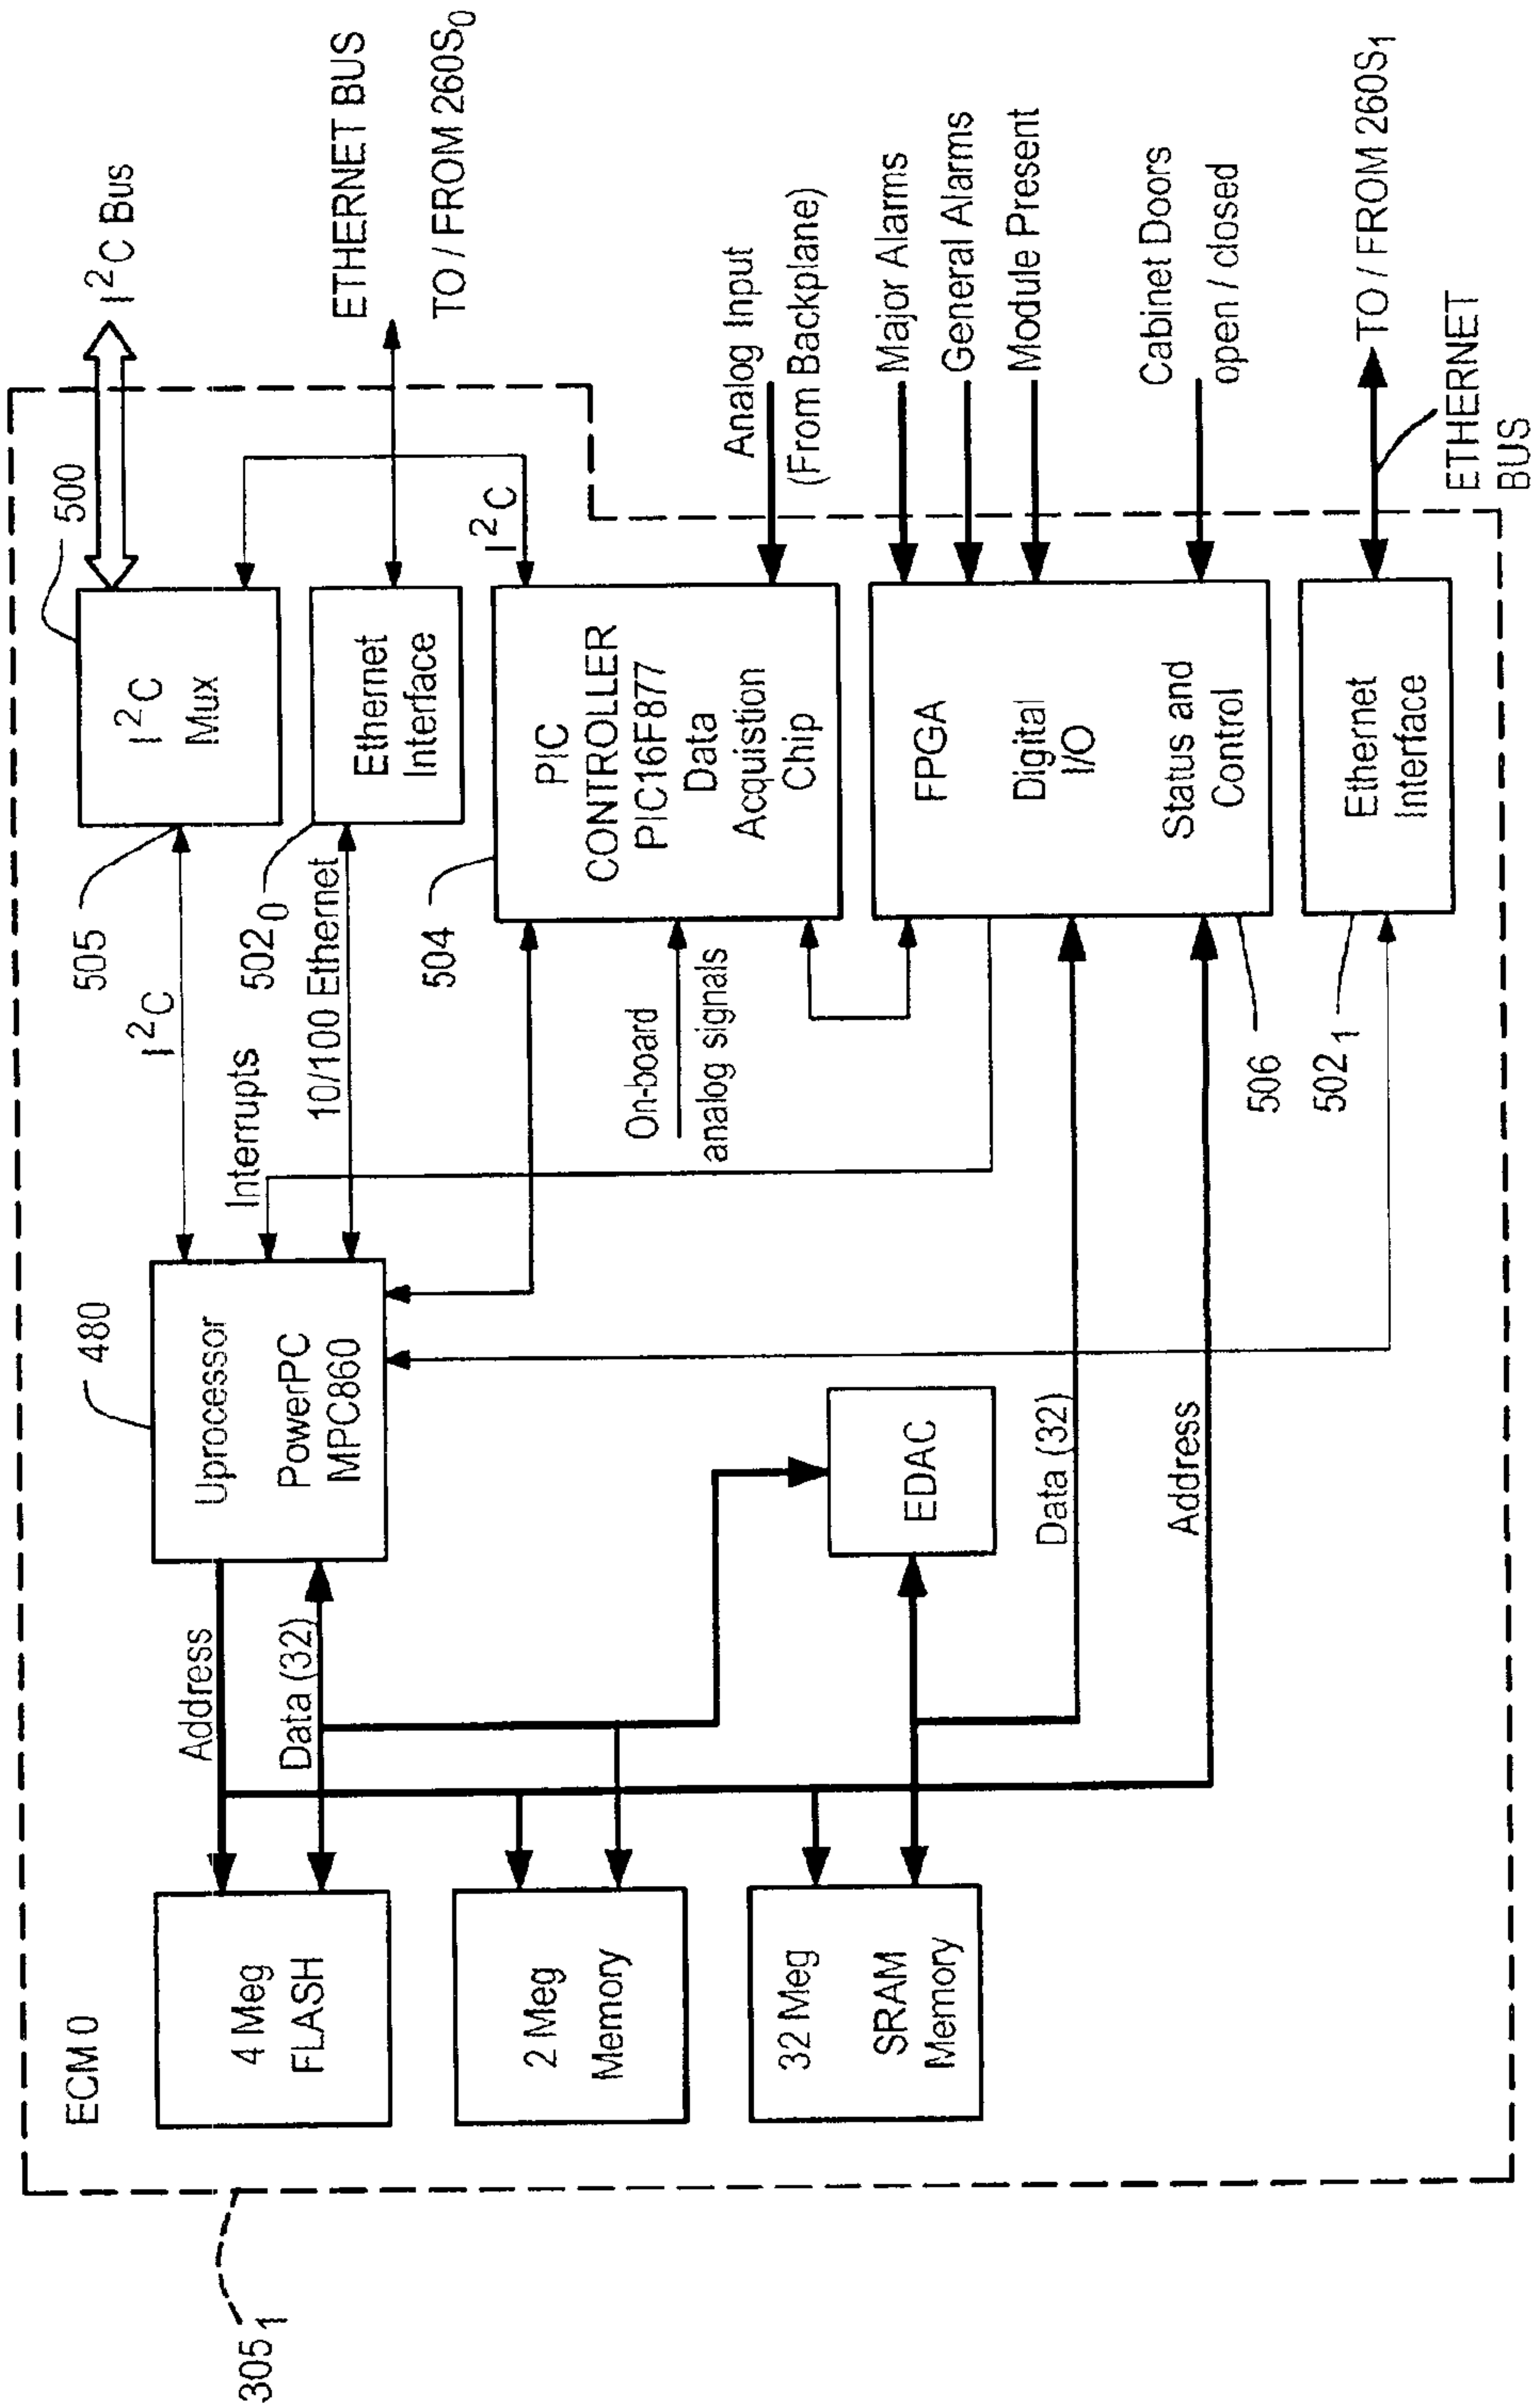 305₁
ECM 0
4 Meg
FLASH
2 Meg
Memory
32 Meg
SRAM
Memory
Address
Data (32)
480
Uprocessor
PowerPC
MPC860
EDAC
Data (32)
Address
I²C
Interrupts
10/100 Ethernet
On-board
analog signals
505
502₀
504
506
502₁
500
I²C
Mux
Ethernet
Interface
PIC
CONTROLLER
PIC16F877
Data
Acquistion
Chip
FPGA
Digital
I/O
Status and
Control
Ethernet
Interface
I²C
I²C Bus
ETHERNET BUS
TO / FROM 260S₀
Analog Input
(From Backplane)
Major Alarms
General Alarms
Module Present
Cabinet Doors
open / closed
TO / FROM 260S₁
ETHERNET
BUS